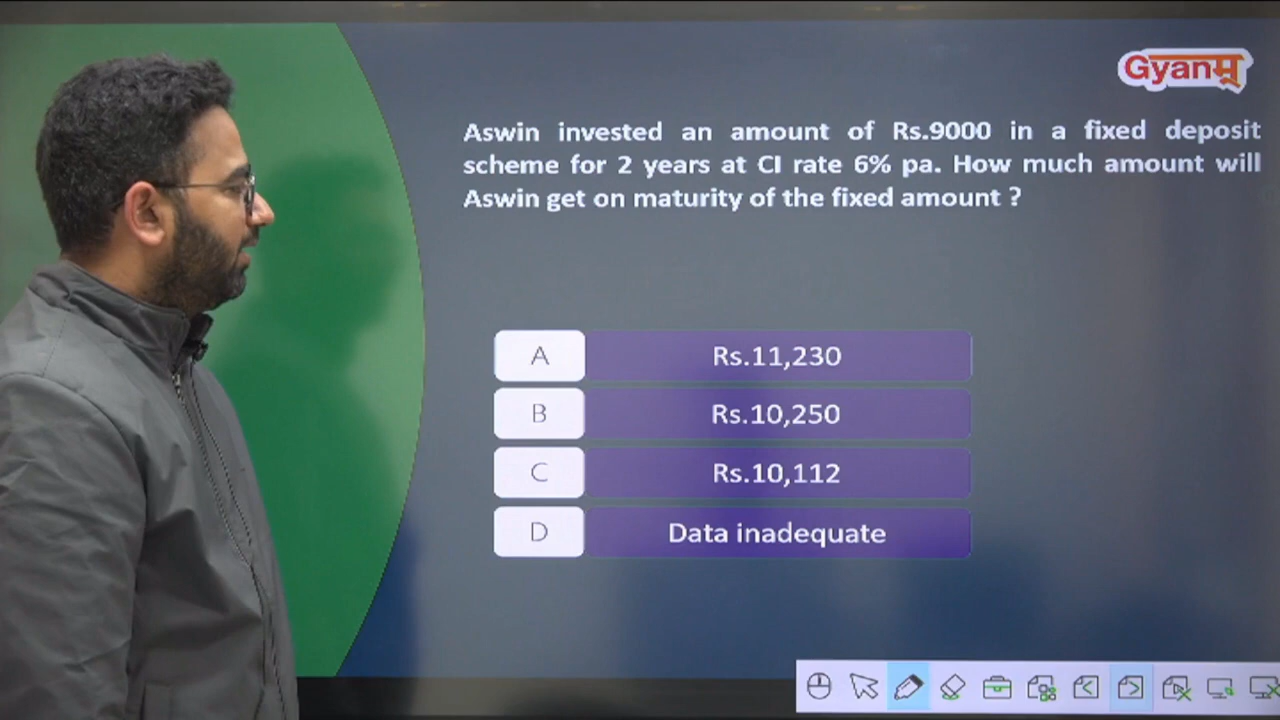 Gyanम्
Aswin invested an amount of Rs.9000 in a fixed deposit
scheme for 2 years at CI rate 6% pa. How much amount will
Aswin get on maturity of the fixed amount ?
A Rs.11,230
B Rs.10,250
C Rs.10,112
D Data inadequate